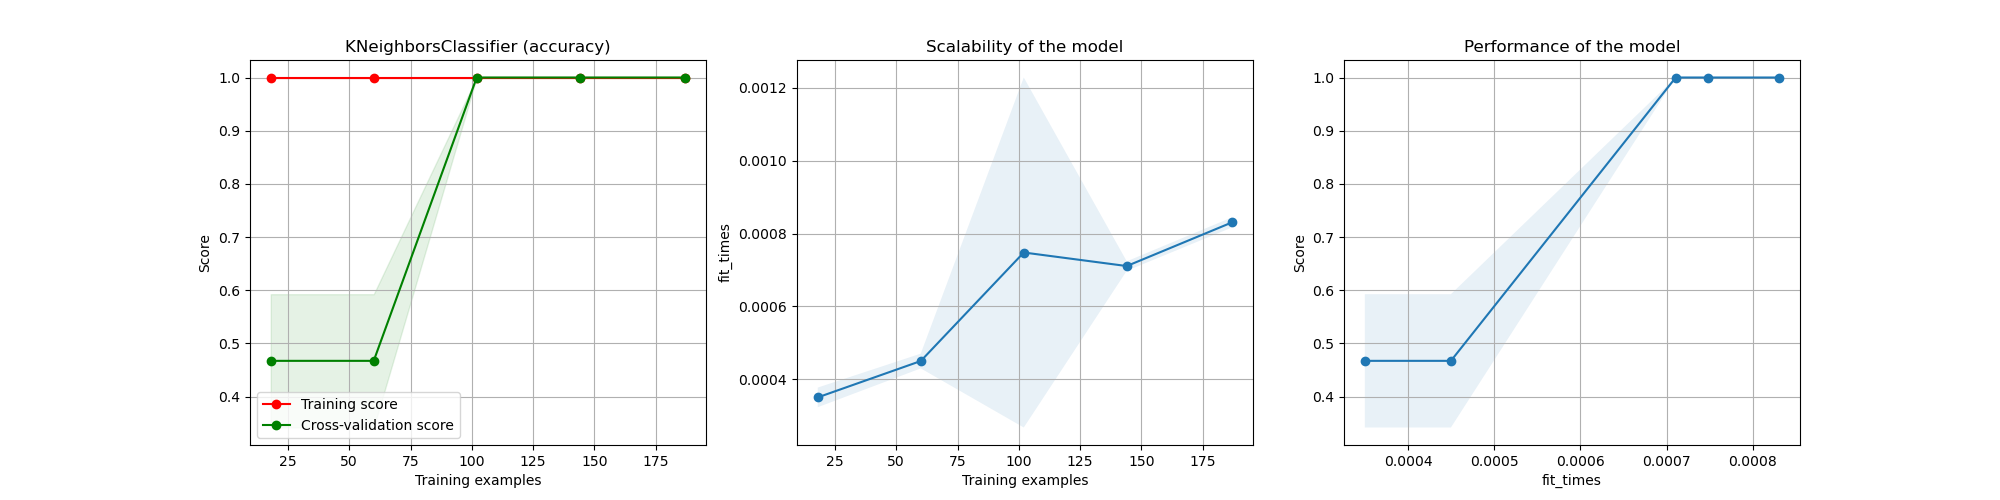 KNeighborsClassifier (accuracy)
1.0
0.9
0.8
0.7
0.6
0.5
0.4
Score
Training score
Cross-validation score
25 50 75 100 125 150 175
Training examples
Scalability of the model
0.0012
0.0010
0.0008
0.0006
0.0004
fit_times
25 50 75 100 125 150 175
Training examples
Performance of the model
1.0
0.9
0.8
0.7
0.6
0.5
0.4
Score
0.0004 0.0005 0.0006 0.0007 0.0008
fit_times